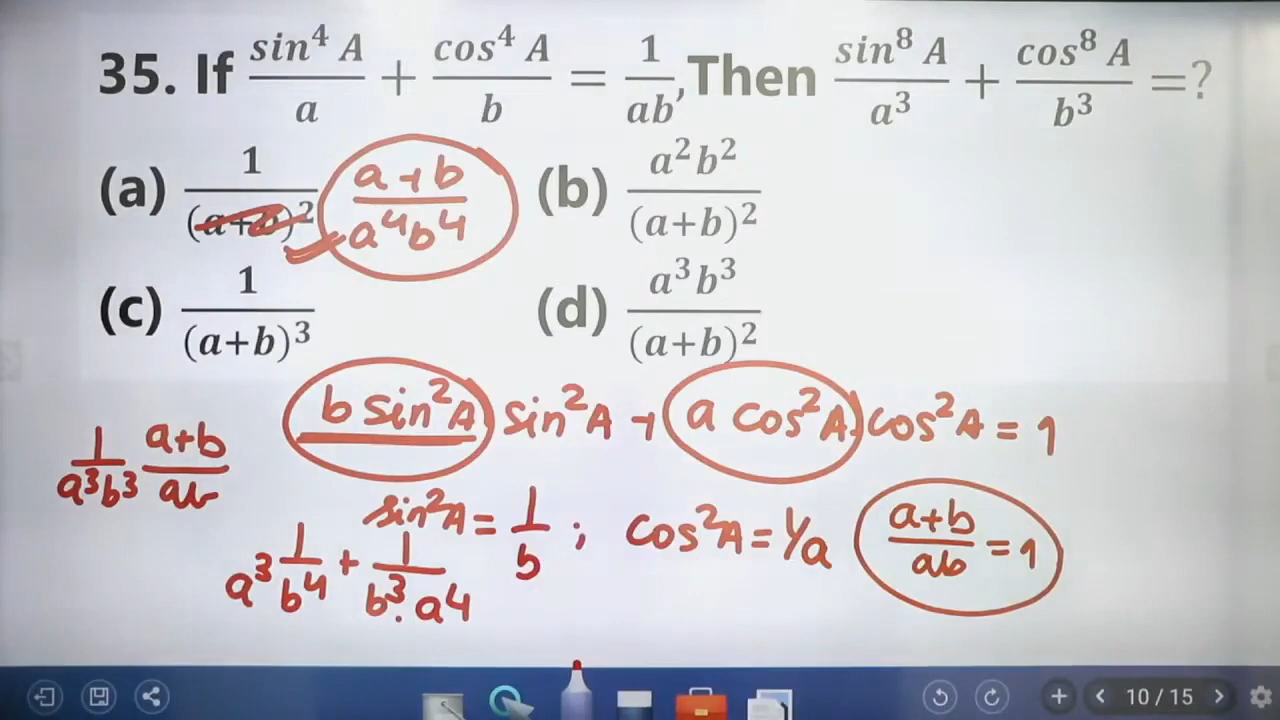 35. If sin⁴ A / a + cos⁴ A / b = 1 / ab, Then sin⁸ A / a³ + cos⁸ A / b³ =?
(a) 1 / (a+b)² a+b / a⁴b⁴ (b) a²b² / (a+b)²
(c) 1 / (a+b)³ (d) a³b³ / (a+b)²
b sin²A sin²A + a cos²A cos²A = 1
1 / a³b³ a+b / ab
sin²A = 1 / b ; cos²A = 1/a a+b / ab = 1
1 / a³ b⁴ + 1 / b³. a⁴
10 / 15